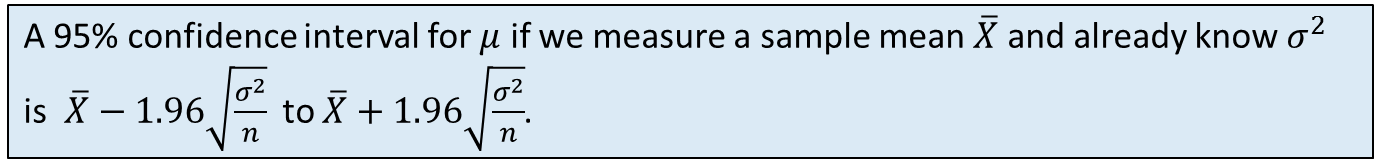 A 95% confidence interval for μ if we measure a sample mean X̄ and already know σ²
is X̄ − 1.96√(σ²/n) to X̄ + 1.96√(σ²/n).